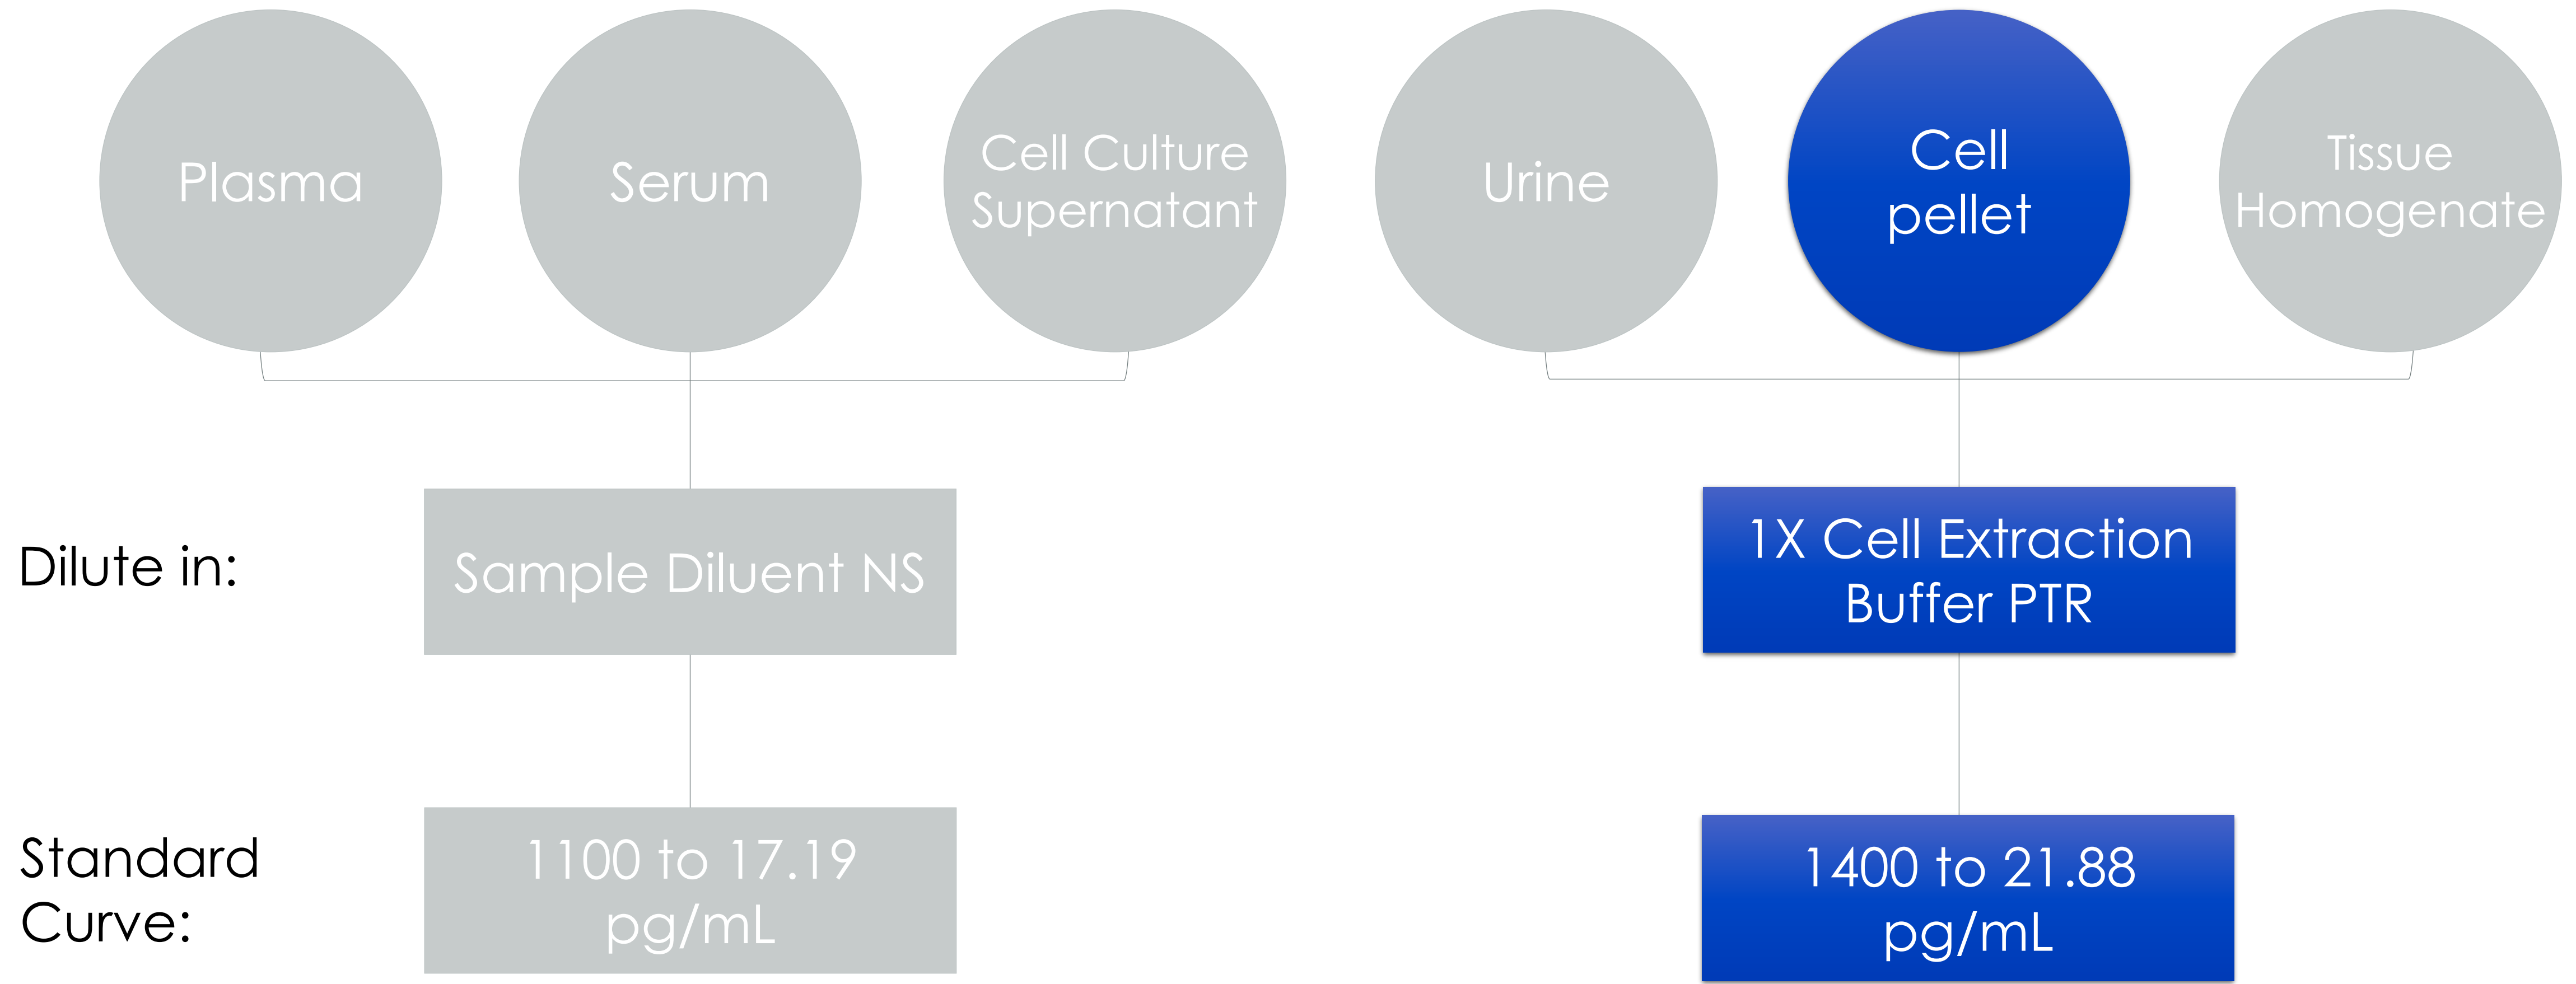 Plasma
Serum
Cell Culture
Supernatant
Urine
Cell
pellet
Tissue
Homogenate
Dilute in:
Sample Diluent NS
1X Cell Extraction
Buffer PTR
Standard
Curve:
1100 to 17.19
pg/mL
1400 to 21.88
pg/mL